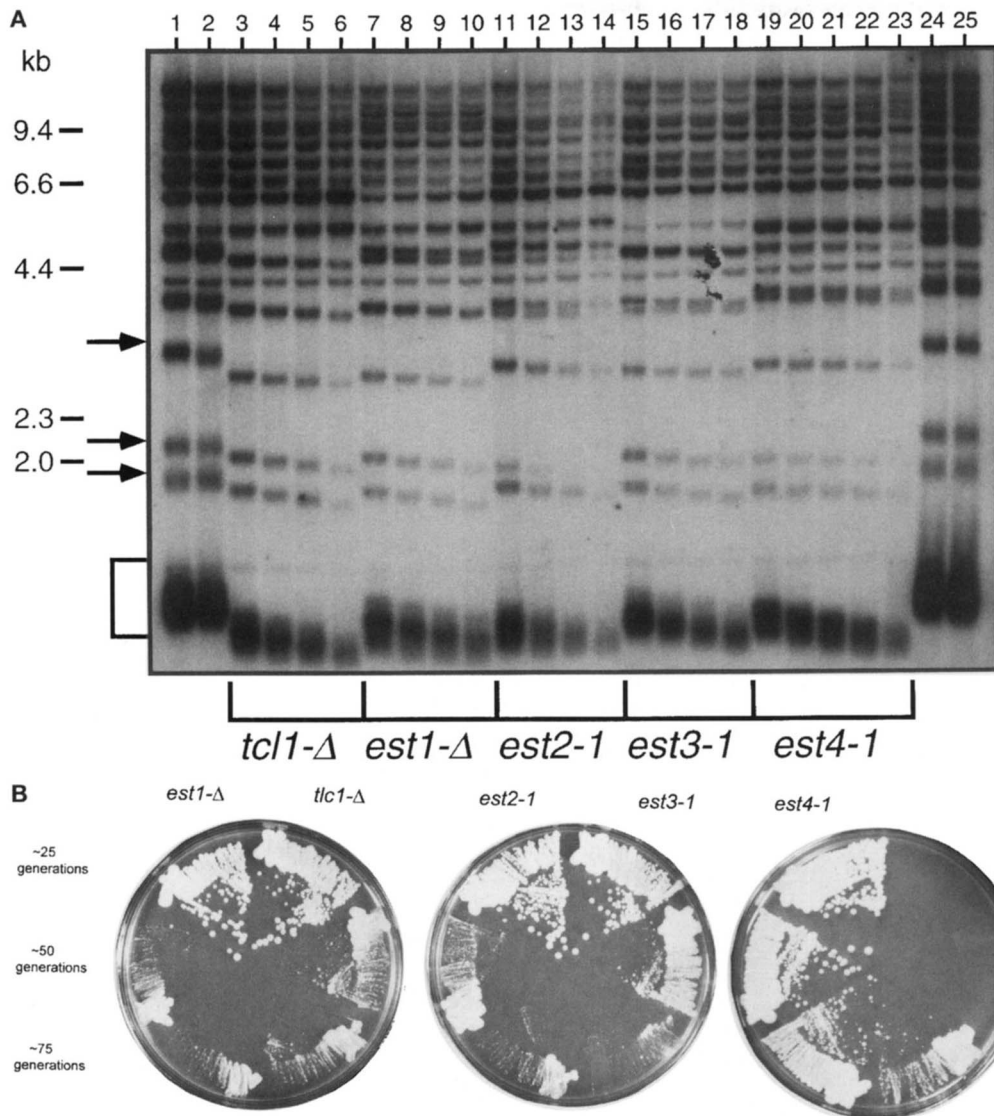 A
1 2 3 4 5 6 7 8 9 10 11 12 13 14 15 16 17 18 19 20 21 22 23 24 25
kb
9.4
6.6
4.4
2.3
2.0
tcl1-Δ est1-Δ est2-1 est3-1 est4-1
B
est1-Δ tlc1-Δ est2-1 est3-1 est4-1
~25
generations
~50
generations
~75
generations